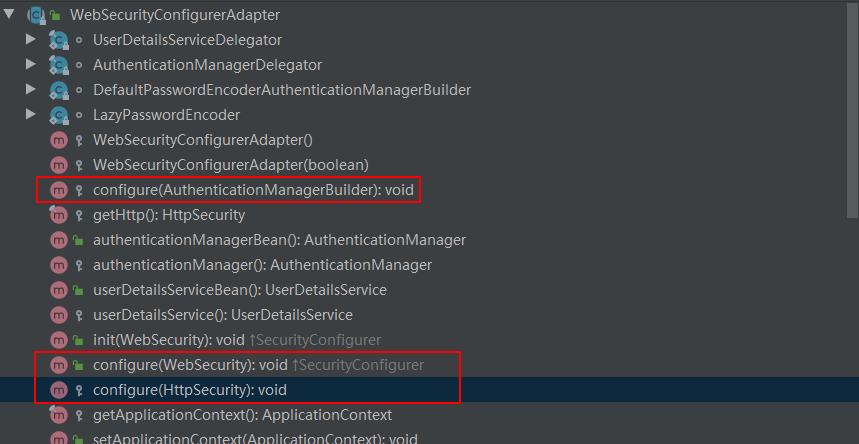 WebSecurityConfigurerAdapter
UserDetailsServiceDelegator
AuthenticationManagerDelegator
DefaultPasswordEncoderAuthenticationManagerBuilder
LazyPasswordEncoder
WebSecurityConfigurerAdapter()
WebSecurityConfigurerAdapter(boolean)
configure(AuthenticationManagerBuilder): void
getHttp(): HttpSecurity
authenticationManagerBean(): AuthenticationManager
authenticationManager(): AuthenticationManager
userDetailsServiceBean(): UserDetailsService
userDetailsService(): UserDetailsService
init(WebSecurity): void ↑SecurityConfigurer
configure(WebSecurity): void ↑SecurityConfigurer
configure(HttpSecurity): void
getApplicationContext(): ApplicationContext
setApplicationContext(ApplicationContext): void